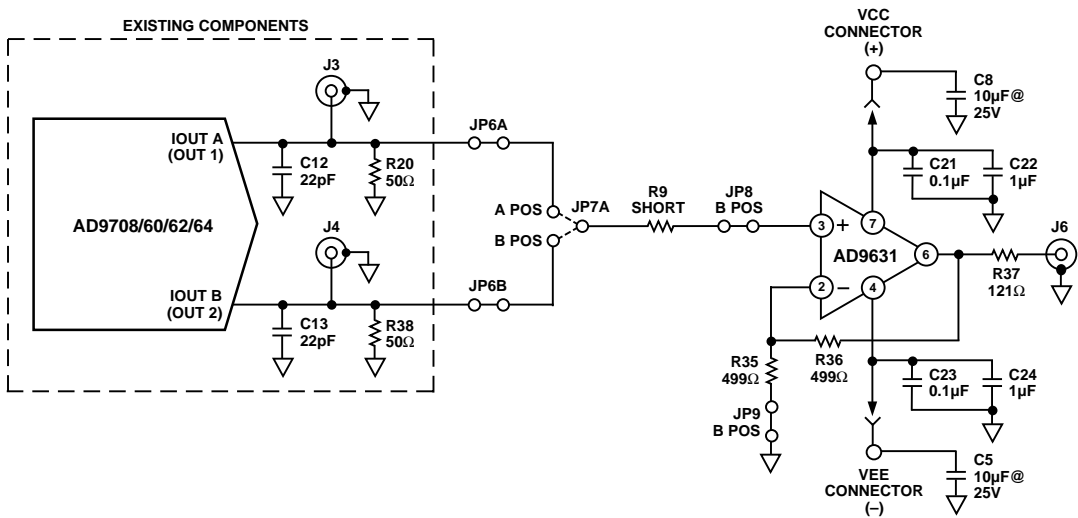 EXISTING COMPONENTS
AD9708/60/62/64
IOUT A
(OUT 1)
IOUT B
(OUT 2)
J3
C12
22pF
R20
50Ω
J4
C13
22pF
R38
50Ω
JP6A
JP6B
A POS
B POS
JP7A
R9
SHORT
JP8
B POS
3
+
2
–
7
4
6
AD9631
VCC
CONNECTOR
(+)
C8
10µF@
25V
C21
0.1µF
C22
1µF
R37
121Ω
J6
R35
499Ω
R36
499Ω
JP9
B POS
C23
0.1µF
C24
1µF
VEE
CONNECTOR
(–)
C5
10µF@
25V